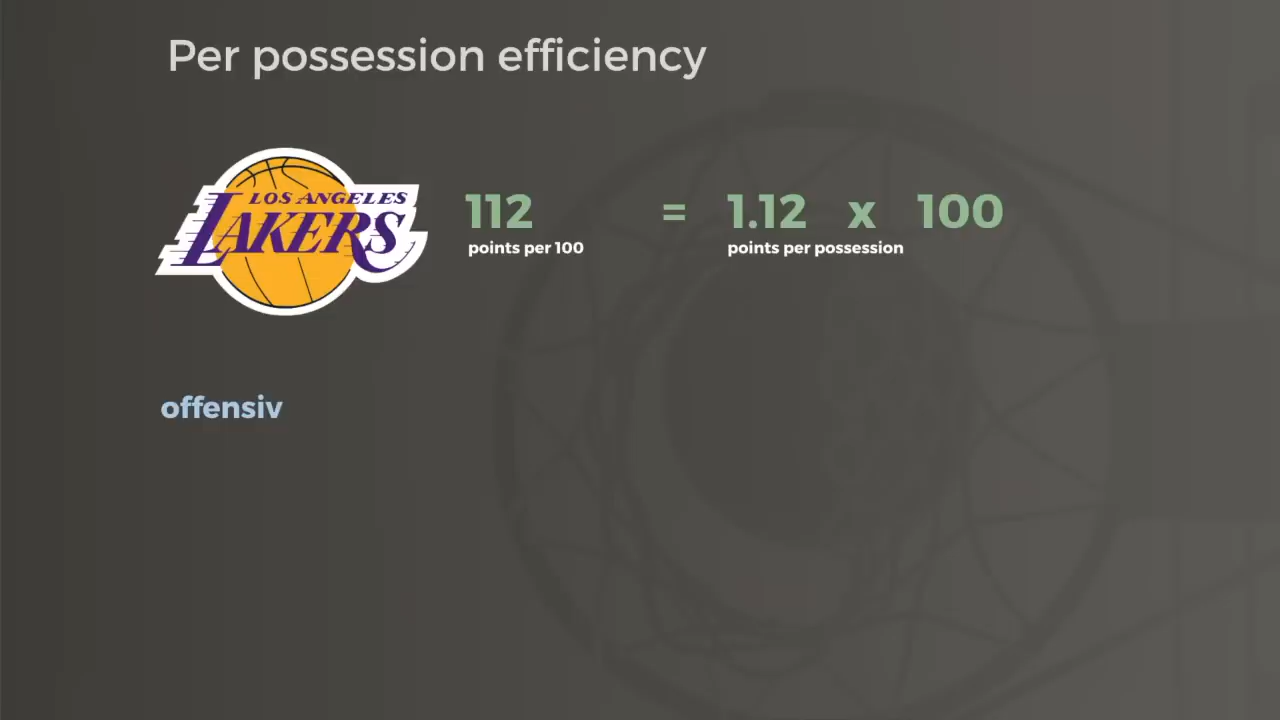 Per possession efficiency
LOS ANGELES
LAKERS
112 = 1.12 x 100
points per 100 points per possession
offensiv